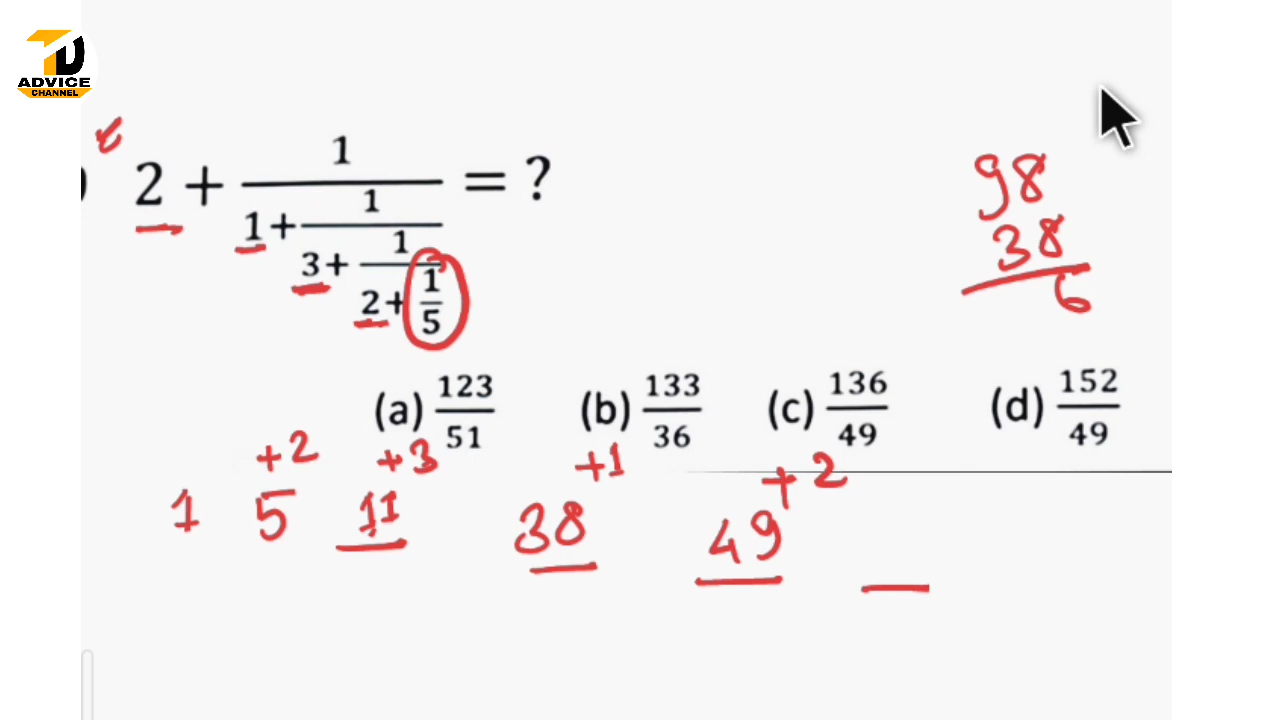 TD
ADVICE
CHANNEL
) 2 + 1/(1 + 1/(3 + 1/(2 + 1/5))) = ?
98
38
6
(a) 123/51 (b) 133/36 (c) 136/49 (d) 152/49
+2 +3 +1 +2
1 5 11 38 49